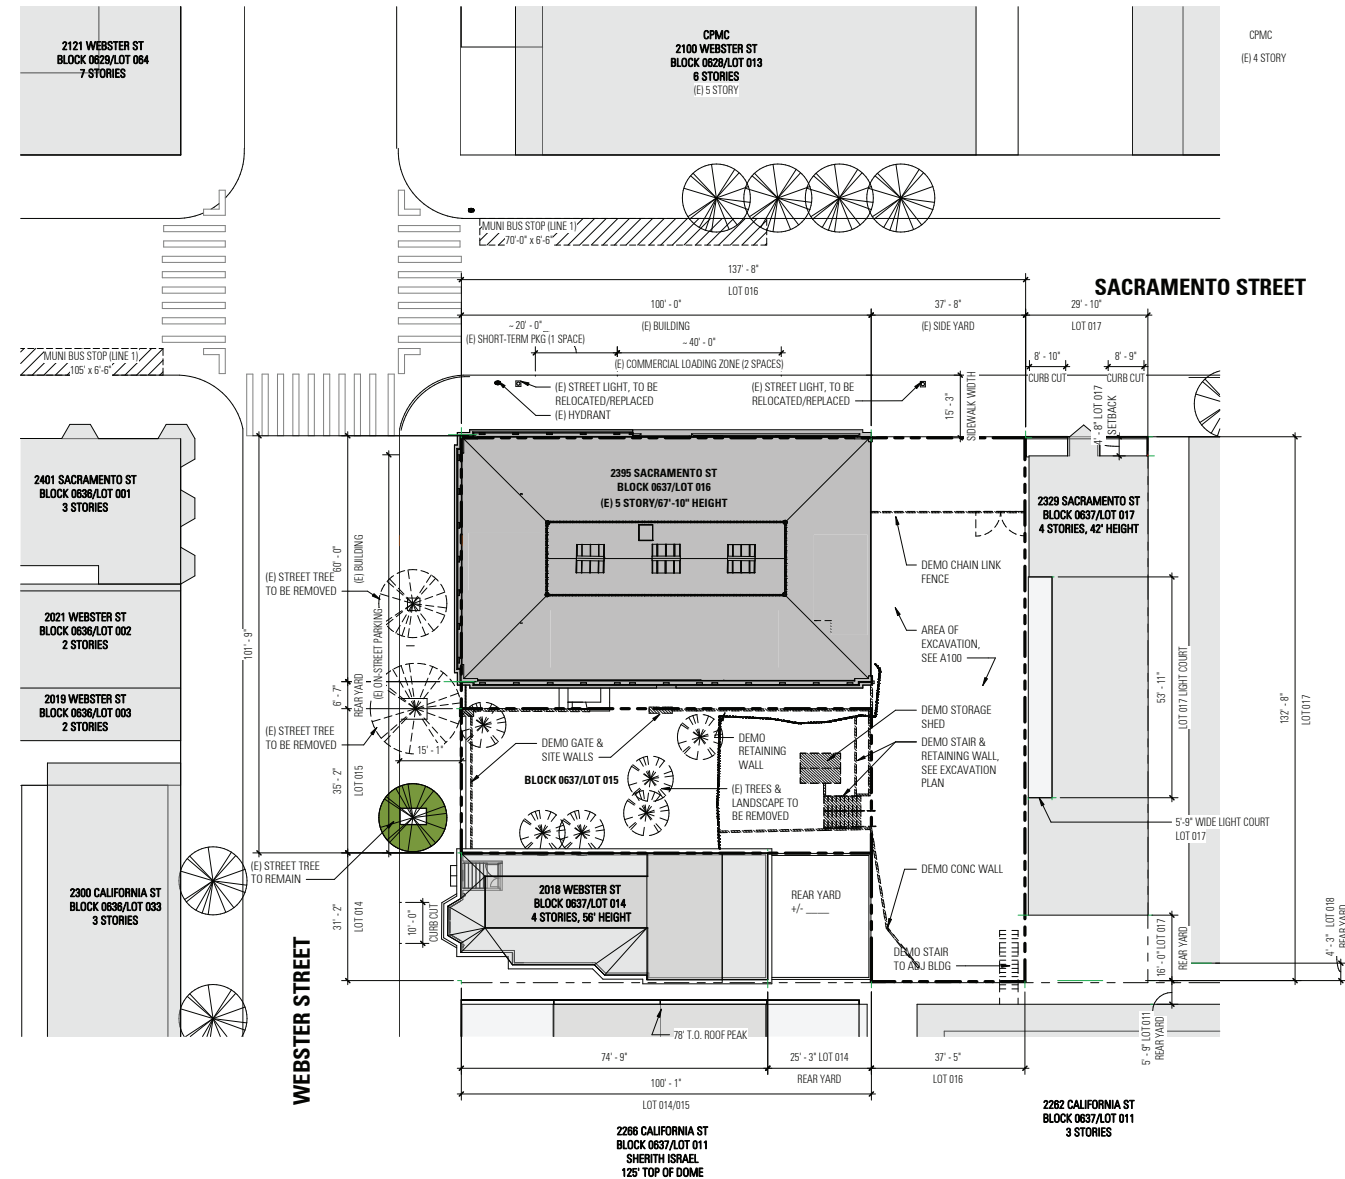 2121 WEBSTER ST
BLOCK 0629/LOT 064
7 STORIES
CPMC
2100 WEBSTER ST
BLOCK 0628/LOT 013
6 STORIES
(E) 5 STORY
CPMC
(E) 4 STORY
MUNI BUS STOP (LINE 1)
70'-0" x 6'-6"
137' - 8"
LOT 016
SACRAMENTO STREET
100' - 0"
(E) BUILDING
37' - 8"
(E) SIDE YARD
29' - 10"
LOT 017
~ 20' - 0"
(E) SHORT-TERM PKG (1 SPACE)
~ 40' - 0"
(E) COMMERCIAL LOADING ZONE (2 SPACES)
8' - 10"
CURB CUT
8' - 9"
CURB CUT
MUNI BUS STOP (LINE 1)
105' x 6'-6"
(E) STREET LIGHT, TO BE
RELOCATED/REPLACED
(E) HYDRANT
(E) STREET LIGHT, TO BE
RELOCATED/REPLACED
15' - 3"
SIDEWALK WIDTH
4' - 8" LOT 017
SETBACK
2401 SACRAMENTO ST
BLOCK 0636/LOT 001
3 STORIES
2395 SACRAMENTO ST
BLOCK 0637/LOT 016
(E) 5 STORY/67'-10" HEIGHT
2329 SACRAMENTO ST
BLOCK 0637/LOT 017
4 STORIES, 42' HEIGHT
60' - 0"
(E) BUILDING
(E) STREET TREE
TO BE REMOVED
DEMO CHAIN LINK
FENCE
2021 WEBSTER ST
BLOCK 0636/LOT 002
2 STORIES
101' - 9"
(E) ON-STREET PARKING
AREA OF
EXCAVATION,
SEE A100
53' - 11"
LOT 017 LIGHT COURT
132' - 8"
LOT 017
2019 WEBSTER ST
BLOCK 0636/LOT 003
2 STORIES
6' - 7"
REAR YARD
(E) STREET TREE
TO BE REMOVED
15' - 1"
DEMO GATE &
SITE WALLS
DEMO
RETAINING
WALL
DEMO STORAGE
SHED
DEMO STAIR &
RETAINING WALL,
SEE EXCAVATION
PLAN
BLOCK 0637/LOT 015
(E) TREES &
LANDSCAPE TO
BE REMOVED
35' - 2"
LOT 015
5'-9" WIDE LIGHT COURT
LOT 017
(E) STREET TREE
TO REMAIN
2300 CALIFORNIA ST
BLOCK 0636/LOT 033
3 STORIES
31' - 2"
LOT 014
10' - 0"
CURB CUT
2018 WEBSTER ST
BLOCK 0637/LOT 014
4 STORIES, 56' HEIGHT
REAR YARD
+/- ____
DEMO CONC WALL
DEMO STAIR
TO ADJ BLDG
16' - 0" LOT 017
REAR YARD
4' - 3" LOT 018
REAR YARD
WEBSTER STREET
78' T.O. ROOF PEAK
5' - 9" LOT 011
REAR YARD
74' - 9"
25' - 3" LOT 014
REAR YARD
37' - 5"
LOT 016
100' - 1"
LOT 014/015
2266 CALIFORNIA ST
BLOCK 0637/LOT 011
SHERITH ISRAEL
125' TOP OF DOME
2262 CALIFORNIA ST
BLOCK 0637/LOT 011
3 STORIES